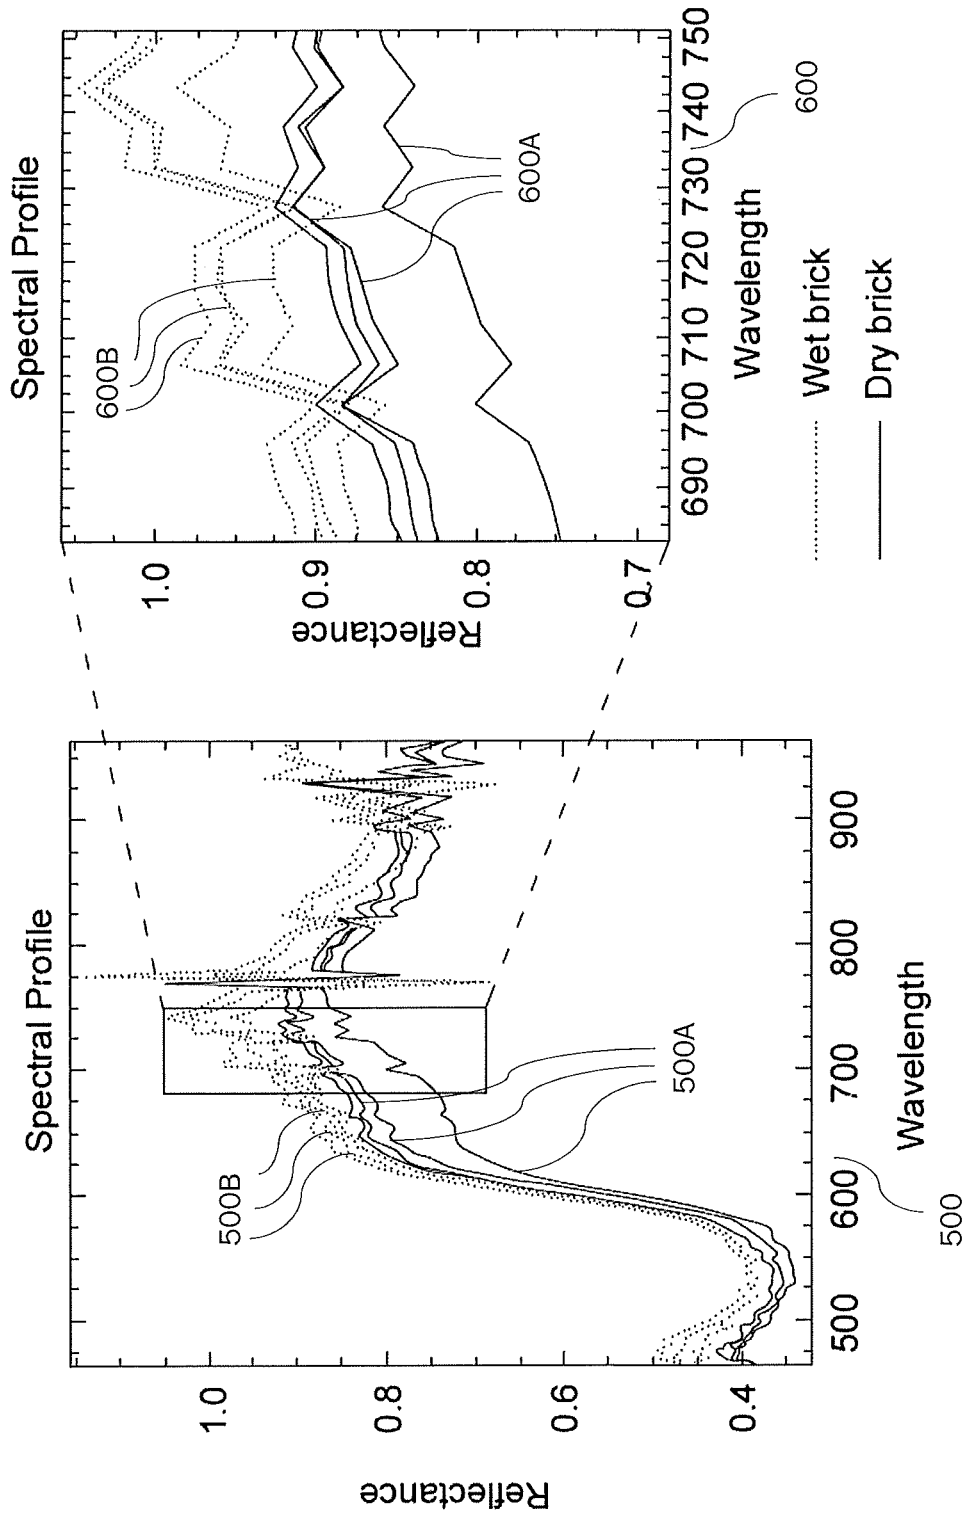 Spectral Profile
Reflectance
1.0
0.8
0.6
0.4
500B
500A
500 600 700 800 900
Wavelength
500
Spectral Profile
Reflectance
1.0
0.9
0.8
0.7
600B
600A
690 700 710 720 730 740 750
Wavelength
600
Wet brick
Dry brick